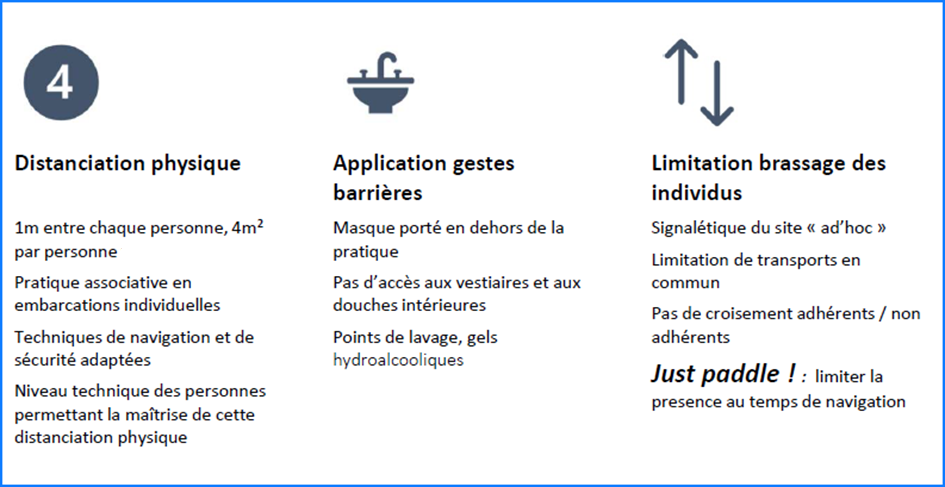 4
Distanciation physique
1m entre chaque personne, 4m²
par personne
Pratique associative en
embarcations individuelles
Techniques de navigation et de
sécurité adaptées
Niveau technique des personnes
permettant la maîtrise de cette
distanciation physique
Application gestes
barrières
Masque porté en dehors de la
pratique
Pas d’accès aux vestiaires et aux
douches intérieures
Points de lavage, gels
hydroalcooliques
Limitation brassage des
individus
Signalétique du site « ad’hoc »
Limitation de transports en
commun
Pas de croisement adhérents / non
adhérents
Just paddle ! : limiter la
presence au temps de navigation